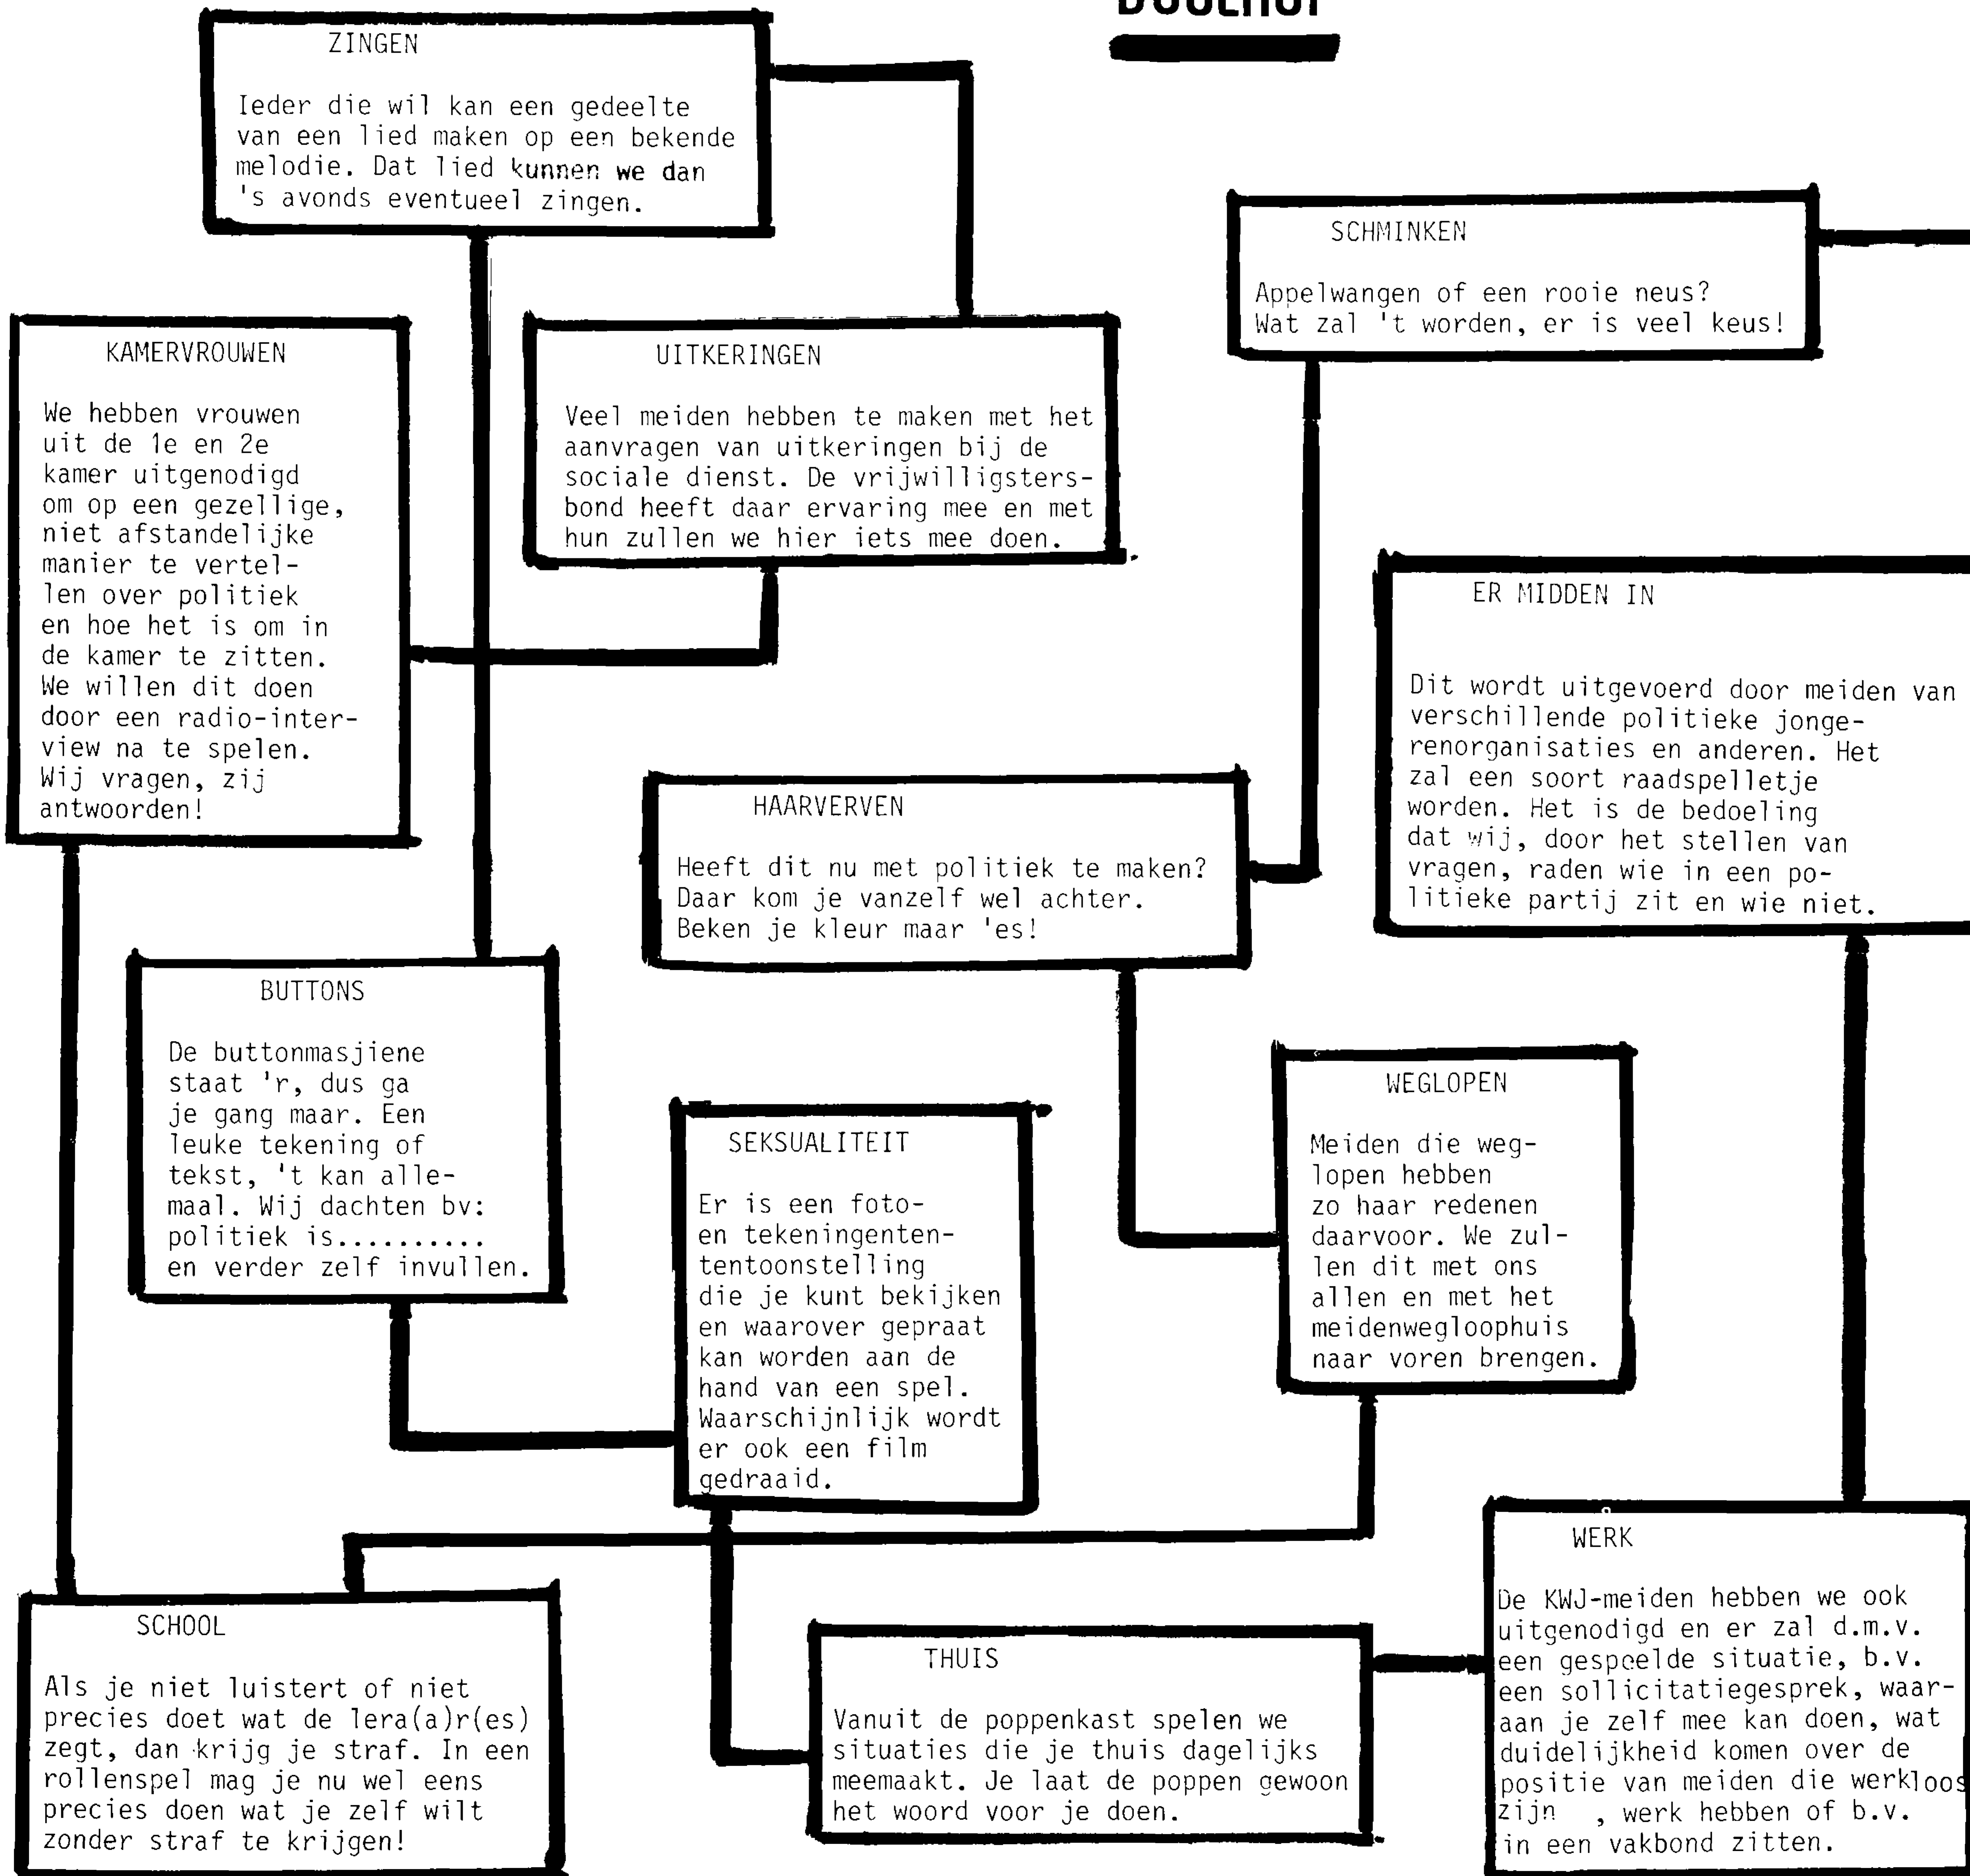 DOOLHOF
ZINGEN
Ieder die wil kan een gedeelte
van een lied maken op een bekende
melodie. Dat lied kunnen we dan
's avonds eventueel zingen.
SCHMINKEN
Appelwangen of een rooie neus?
Wat zal 't worden, er is veel keus!
KAMERVROUWEN
We hebben vrouwen
uit de 1e en 2e
kamer uitgenodigd
om op een gezellige,
niet afstandelijke
manier te vertel-
len over politiek
en hoe het is om in
de kamer te zitten.
We willen dit doen
door een radio-inter-
view na te spelen.
Wij vragen, zij
antwoorden!
UITKERINGEN
Veel meiden hebben te maken met het
aanvragen van uitkeringen bij de
sociale dienst. De vrijwilligsters-
bond heeft daar ervaring mee en met
hun zullen we hier iets mee doen.
ER MIDDEN IN
Dit wordt uitgevoerd door meiden van
verschillende politieke jonge-
renorganisaties en anderen. Het
zal een soort raadspelletje
worden. Het is de bedoeling
dat wij, door het stellen van
vragen, raden wie in een po-
litieke partij zit en wie niet.
HAARVERVEN
Heeft dit nu met politiek te maken?
Daar kom je vanzelf wel achter.
Beken je kleur maar 'es!
BUTTONS
De buttonmasjiene
staat 'r, dus ga
je gang maar. Een
leuke tekening of
tekst, 't kan alle-
maal. Wij dachten bv:
politiek is..........
en verder zelf invullen.
SEKSUALITEIT
Er is een foto-
en tekeningenten-
tentoonstelling
die je kunt bekijken
en waarover gepraat
kan worden aan de
hand van een spel.
Waarschijnlijk wordt
er ook een film
gedraaid.
WEGLOPEN
Meiden die weg-
lopen hebben
zo haar redenen
daarvoor. We zul-
len dit met ons
allen en met het
meidenwegloophuis
naar voren brengen.
SCHOOL
Als je niet luistert of niet
precies doet wat de lera(a)r(es)
zegt, dan krijg je straf. In een
rollenspel mag je nu wel eens
precies doen wat je zelf wilt
zonder straf te krijgen!
THUIS
Vanuit de poppenkast spelen we
situaties die je thuis dagelijks
meemaakt. Je laat de poppen gewoon
het woord voor je doen.
WERK
De KWJ-meiden hebben we ook
uitgenodigd en er zal d.m.v.
een gespeelde situatie, b.v.
een sollicitatiegesprek, waar-
aan je zelf mee kan doen, wat
duidelijkheid komen over de
positie van meiden die werkloos
zijn , werk hebben of b.v.
in een vakbond zitten.